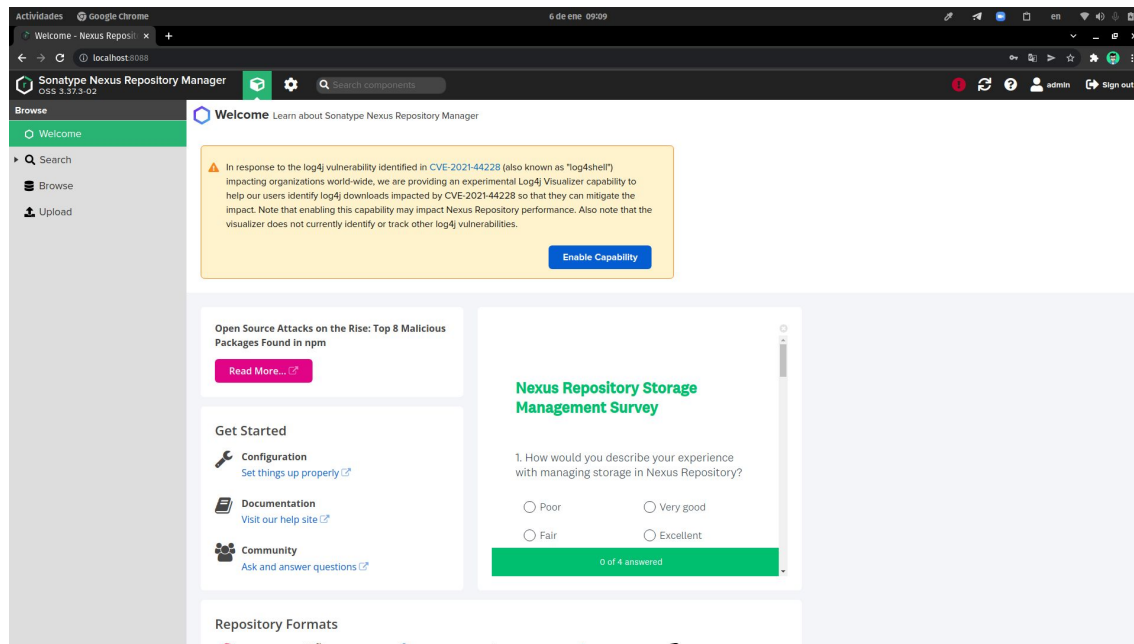 Actividades Google Chrome 6 de ene 09:09 en
Welcome - Nexus Reposit
localhost:8088
Sonatype Nexus Repository Manager
OSS 3.37.3-02
Search components
admin Sign out
Browse
Welcome
Search
Browse
Upload
Welcome Learn about Sonatype Nexus Repository Manager
In response to the log4j vulnerability identified in CVE-2021-44228 (also known as "log4shell")
impacting organizations world-wide, we are providing an experimental Log4j Visualizer capability to
help our users identify log4j downloads impacted by CVE-2021-44228 so that they can mitigate the
impact. Note that enabling this capability may impact Nexus Repository performance. Also note that the
visualizer does not currently identify or track other log4j vulnerabilities.
Enable Capability
Open Source Attacks on the Rise: Top 8 Malicious
Packages Found in npm
Read More...
Get Started
Configuration
Set things up properly
Documentation
Visit our help site
Community
Ask and answer questions
Nexus Repository Storage
Management Survey
1. How would you describe your experience
with managing storage in Nexus Repository?
Poor Very good
Fair Excellent
0 of 4 answered
Repository Formats